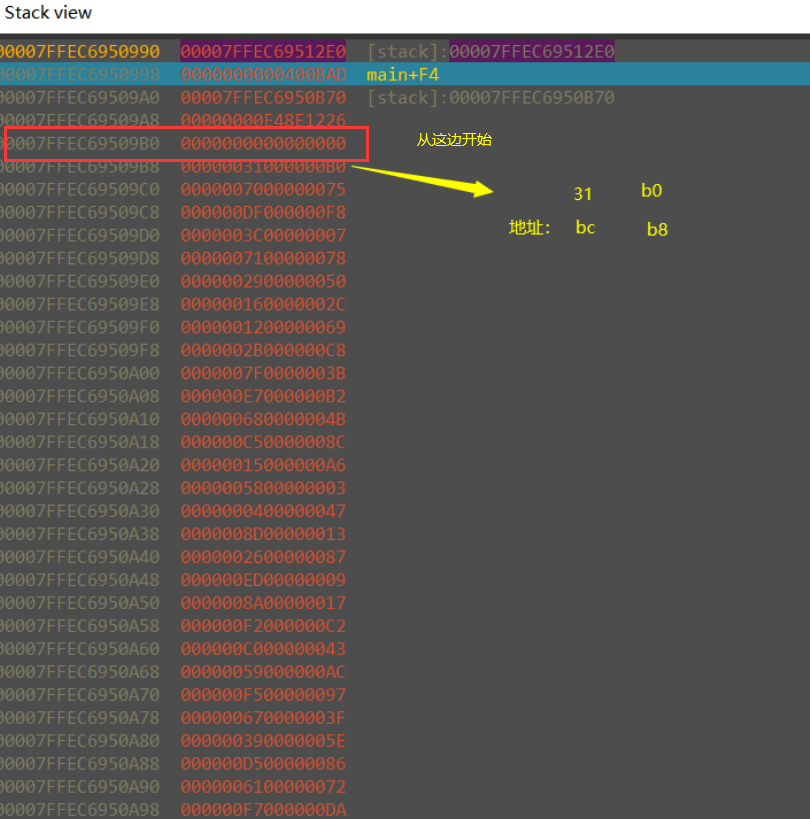 Stack view
00007FFEC6950990 00007FFEC69512E0 [stack]:00007FFEC69512E0
00007FFEC6950998 0000000000400BAD main+F4
00007FFEC69509A0 00007FFEC6950B70 [stack]:00007FFEC6950B70
00007FFEC69509A8 00000000F48F1226
00007FFEC69509B0 0000000000000000 从这边开始
00007FFEC69509B8 00000031000000B0
00007FFEC69509C0 0000007000000075 31 b0
00007FFEC69509C8 000000DF000000F8
00007FFEC69509D0 0000003C00000007 地址: bc b8
00007FFEC69509D8 0000007100000078
00007FFEC69509E0 0000002900000050
00007FFEC69509E8 000000160000002C
00007FFEC69509F0 0000001200000069
00007FFEC69509F8 0000002B000000C8
00007FFEC6950A00 0000007F0000003B
00007FFEC6950A08 000000E7000000B2
00007FFEC6950A10 000000680000004B
00007FFEC6950A18 000000C50000008C
00007FFEC6950A20 00000015000000A6
00007FFEC6950A28 0000005800000003
00007FFEC6950A30 0000000400000047
00007FFEC6950A38 0000008D00000013
00007FFEC6950A40 0000002600000087
00007FFEC6950A48 000000ED00000009
00007FFEC6950A50 0000008A00000017
00007FFEC6950A58 000000F2000000C2
00007FFEC6950A60 000000C000000043
00007FFEC6950A68 00000059000000AC
00007FFEC6950A70 000000F500000097
00007FFEC6950A78 000000670000003F
00007FFEC6950A80 000000390000005E
00007FFEC6950A88 000000D500000086
00007FFEC6950A90 0000006100000072
00007FFEC6950A98 000000F7000000DA